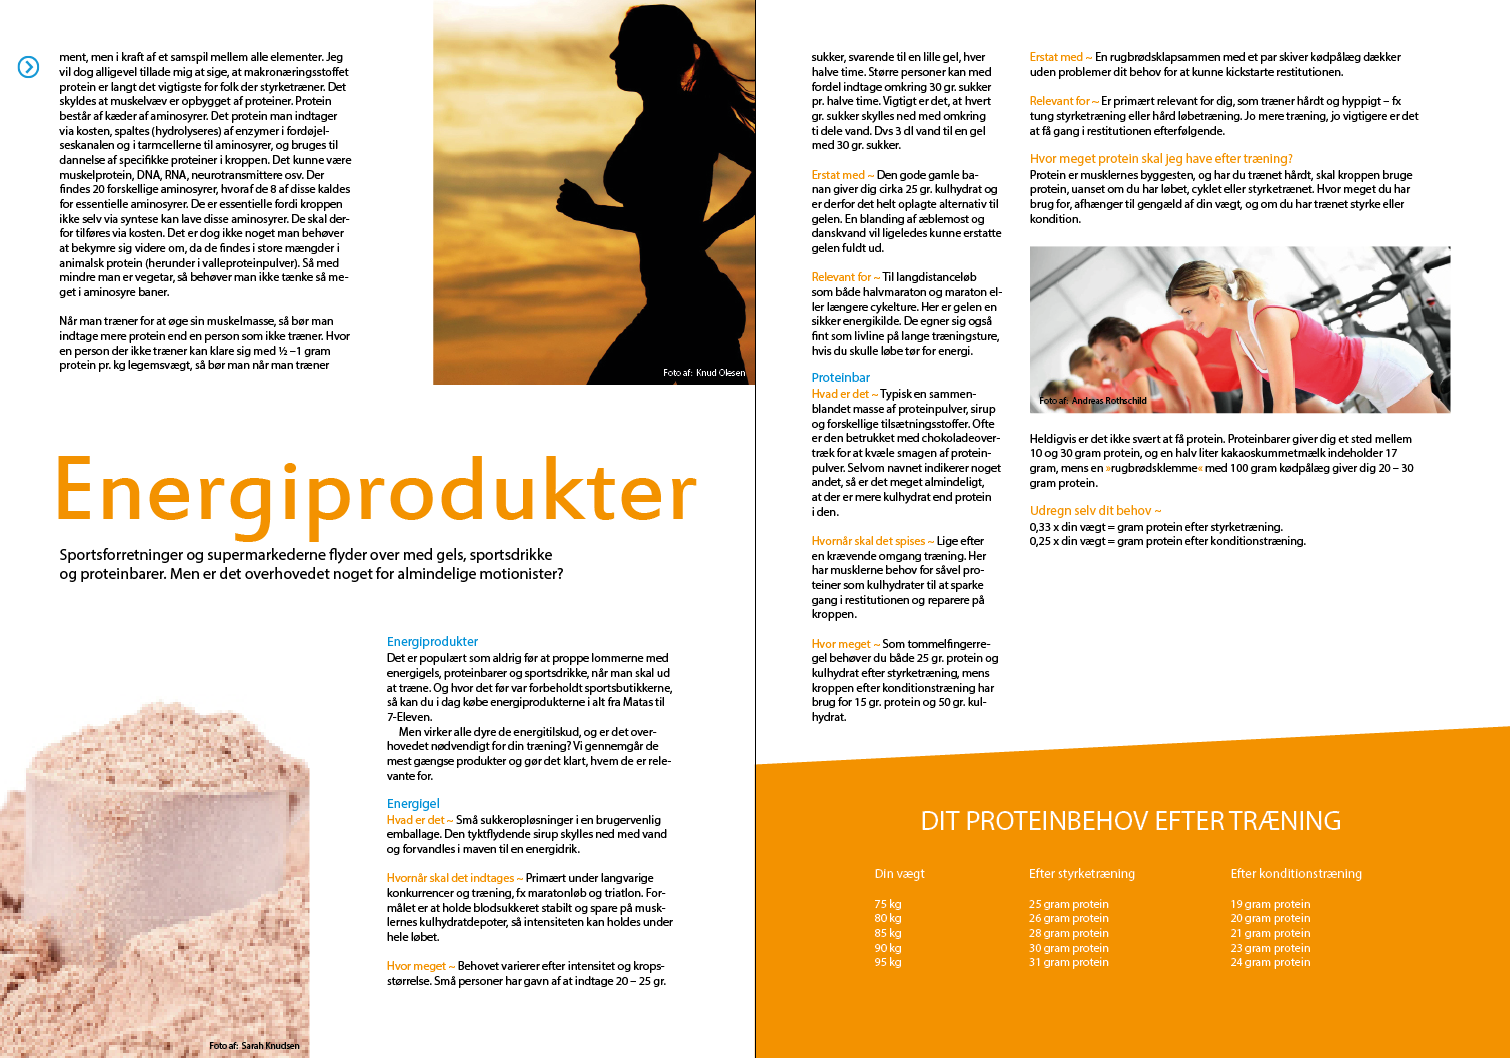 ment, men i kraft af et samspil mellem alle elementer. Jeg
vil dog alligevel tillade mig at sige, at makronæringsstoffet
protein er langt det vigtigste for folk der styrketræner. Det
skyldes at muskelvæv er opbygget af proteiner. Protein
består af kæder af aminosyrer. Det protein man indtager
via kosten, spaltes (hydrolyseres) af enzymer i fordøjel-
seskanalen og i tarmcellerne til aminosyrer, og bruges til
dannelse af specifikke proteiner i kroppen. Det kunne være
muskelprotein, DNA, RNA, neurotransmittere osv. Der
findes 20 forskellige aminosyrer, hvoraf de 8 af disse kaldes
for essentielle aminosyrer. De er essentielle fordi kroppen
ikke selv via syntese kan lave disse aminosyrer. De skal der-
for tilføres via kosten. Det er dog ikke noget man behøver
at bekymre sig videre om, da de findes i store mængder i
animalsk protein (herunder i valleproteinpulver). Så med
mindre man er vegetar, så behøver man ikke tænke så me-
get i aminosyre baner.
Når man træner for at øge sin muskelmasse, så bør man
indtage mere protein end en person som ikke træner. Hvor
en person der ikke træner kan klare sig med ½ –1 gram
protein pr. kg legemsvægt, så bør man når man træner
Foto af: Knud Olesen
Energiprodukter
Sportsforretninger og supermarkederne flyder over med gels, sportsdrikke
og proteinbarer. Men er det overhovedet noget for almindelige motionister?
Foto af: Sarah Knudsen
Energiprodukter
Det er populært som aldrig før at proppe lommerne med
energigels, proteinbarer og sportsdrikke, når man skal ud
at træne. Og hvor det før var forbeholdt sportsbutikkerne,
så kan du i dag købe energiprodukterne i alt fra Matas til
7-Eleven.
Men virker alle dyre de energitilskud, og er det over-
hovedet nødvendigt for din træning? Vi gennemgår de
mest gængse produkter og gør det klart, hvem de er rele-
vante for.
Energigel
Hvad er det ~ Små sukkeropløsninger i en brugervenlig
emballage. Den tyktflydende sirup skylles ned med vand
og forvandles i maven til en energidrik.
Hvornår skal det indtages ~ Primært under langvarige
konkurrencer og træning, fx maratonløb og triatlon. For-
målet er at holde blodsukkeret stabilt og spare på musk-
lernes kulhydratdepoter, så intensiteten kan holdes under
hele løbet.
Hvor meget ~ Behovet varierer efter intensitet og krops-
størrelse. Små personer har gavn af at indtage 20 – 25 gr.
sukker, svarende til en lille gel, hver
halve time. Større personer kan med
fordel indtage omkring 30 gr. sukker
pr. halve time. Vigtigt er det, at hvert
gr. sukker skylles ned med omkring
ti dele vand. Dvs 3 dl vand til en gel
med 30 gr. sukker.
Erstat med ~ Den gode gamle ba-
nan giver dig cirka 25 gr. kulhydrat og
er derfor det helt oplagte alternativ til
gelen. En blanding af æblemost og
danskvand vil ligeledes kunne erstatte
gelen fuldt ud.
Relevant for ~ Til langdistanceløb
som både halvmaraton og maraton el-
ler længere cykelture. Her er gelen en
sikker energikilde. De egner sig også
fint som livline på lange træningsture,
hvis du skulle løbe tør for energi.
Proteinbar
Hvad er det ~ Typisk en sammen-
blandet masse af proteinpulver, sirup
og forskellige tilsætningsstoffer. Ofte
er den betrukket med chokoladeover-
træk for at kvæle smagen af protein-
pulver. Selvom navnet indikerer noget
andet, så er det meget almindeligt,
at der er mere kulhydrat end protein
i den.
Hvornår skal det spises ~ Lige efter
en krævende omgang træning. Her
har musklerne behov for såvel pro-
teiner som kulhydrater til at sparke
gang i restitutionen og reparere på
kroppen.
Hvor meget ~ Som tommelfingerre-
gel behøver du både 25 gr. protein og
kulhydrat efter styrketræning, mens
kroppen efter konditionstræning har
brug for 15 gr. protein og 50 gr. kul-
hydrat.
Erstat med ~ En rugbrødsklapsammen med et par skiver kødpålæg dækker
uden problemer dit behov for at kunne kickstarte restitutionen.
Relevant for ~ Er primært relevant for dig, som træner hårdt og hyppigt – fx
tung styrketræning eller hård løbetræning. Jo mere træning, jo vigtigere er det
at få gang i restitutionen efterfølgende.
Hvor meget protein skal jeg have efter træning?
Protein er musklernes byggesten, og har du trænet hårdt, skal kroppen bruge
protein, uanset om du har løbet, cyklet eller styrketrænet. Hvor meget du har
brug for, afhænger til gengæld af din vægt, og om du har trænet styrke eller
kondition.
Foto af: Andreas Rothschild
Heldigvis er det ikke svært at få protein. Proteinbarer giver dig et sted mellem
10 og 30 gram protein, og en halv liter kakaoskummetmælk indeholder 17
gram, mens en »rugbrødsklemme« med 100 gram kødpålæg giver dig 20 – 30
gram protein.
Udregn selv dit behov ~
0,33 x din vægt = gram protein efter styrketræning.
0,25 x din vægt = gram protein efter konditionstræning.
DIT PROTEINBEHOV EFTER TRÆNING
Din vægt Efter styrketræning Efter konditionstræning
75 kg 25 gram protein 19 gram protein
80 kg 26 gram protein 20 gram protein
85 kg 28 gram protein 21 gram protein
90 kg 30 gram protein 23 gram protein
95 kg 31 gram protein 24 gram protein